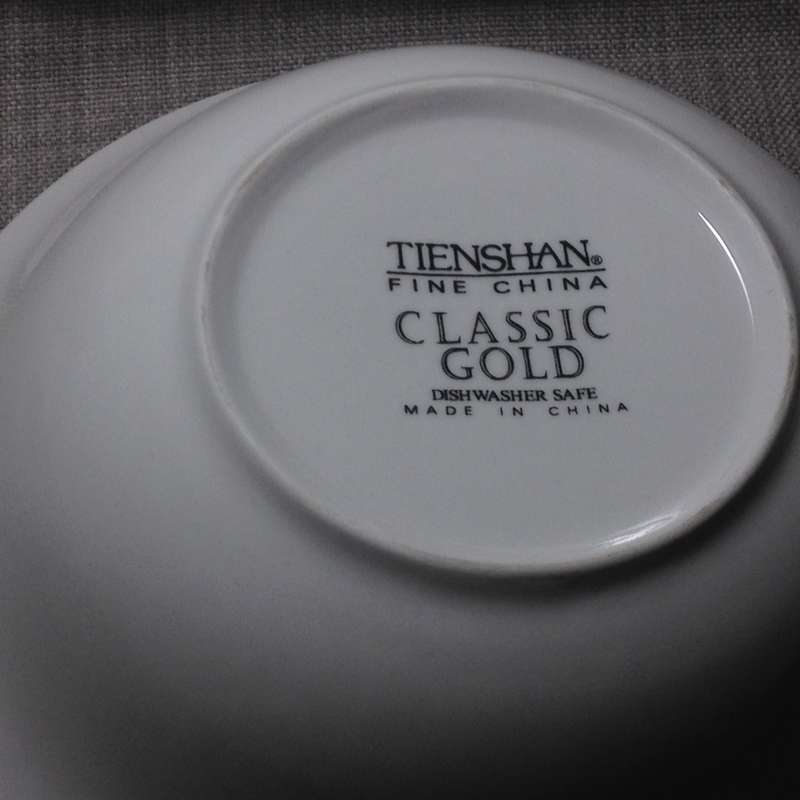 TIENSHAN®
FINE CHINA
CLASSIC
GOLD
DISHWASHER SAFE
MADE IN CHINA